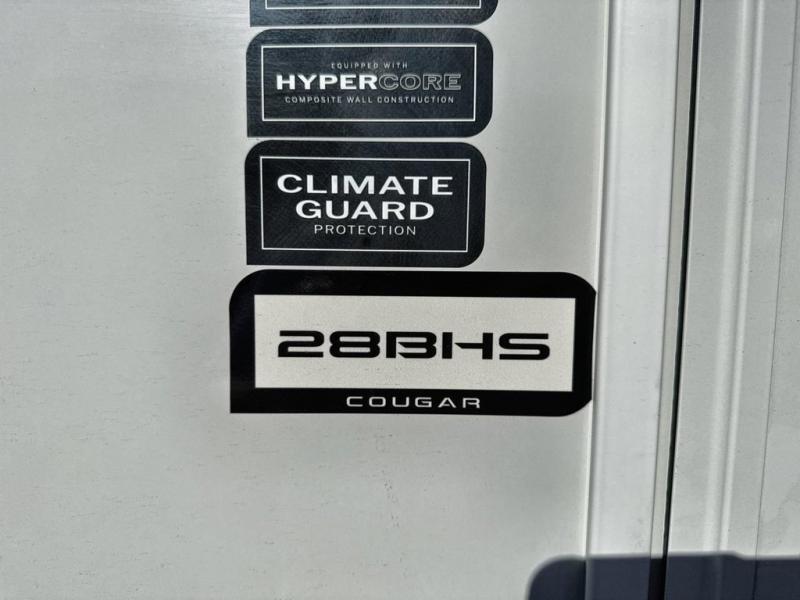 EQUIPPED WITH
HYPERCORE
COMPOSITE WALL CONSTRUCTION
CLIMATE
GUARD
PROTECTION
28BHS
COUGAR